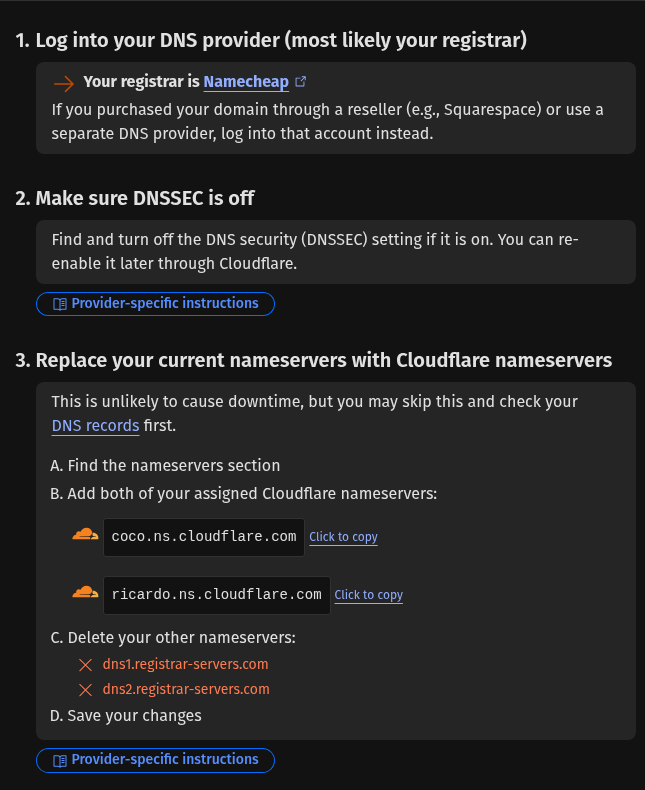 1. Log into your DNS provider (most likely your registrar)
Your registrar is Namecheap
If you purchased your domain through a reseller (e.g., Squarespace) or use a
separate DNS provider, log into that account instead.
2. Make sure DNSSEC is off
Find and turn off the DNS security (DNSSEC) setting if it is on. You can re-
enable it later through Cloudflare.
Provider-specific instructions
3. Replace your current nameservers with Cloudflare nameservers
This is unlikely to cause downtime, but you may skip this and check your
DNS records first.
A. Find the nameservers section
B. Add both of your assigned Cloudflare nameservers:
coco.ns.cloudflare.com Click to copy
ricardo.ns.cloudflare.com Click to copy
C. Delete your other nameservers:
dns1.registrar-servers.com
dns2.registrar-servers.com
D. Save your changes
Provider-specific instructions